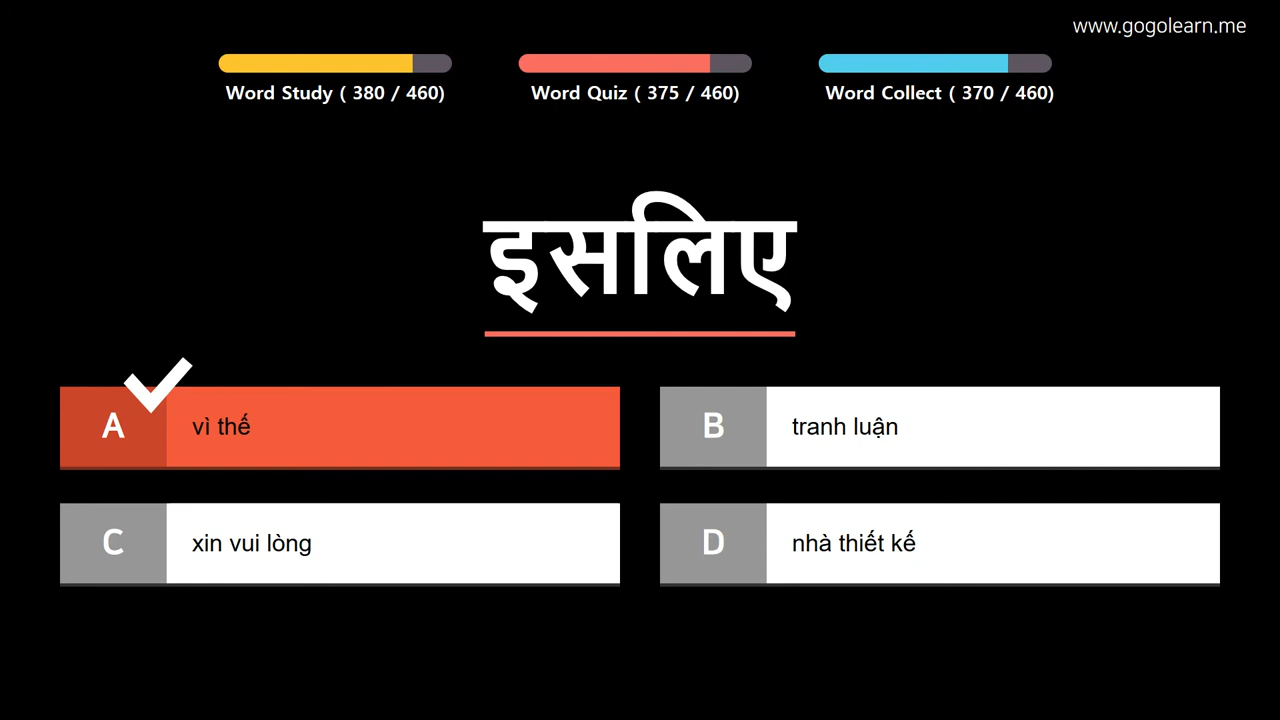 www.gogolearn.me
Word Study ( 380 / 460)
Word Quiz ( 375 / 460)
Word Collect ( 370 / 460)
इसलिए
A
vì thế
B
tranh luận
C
xin vui lòng
D
nhà thiết kế